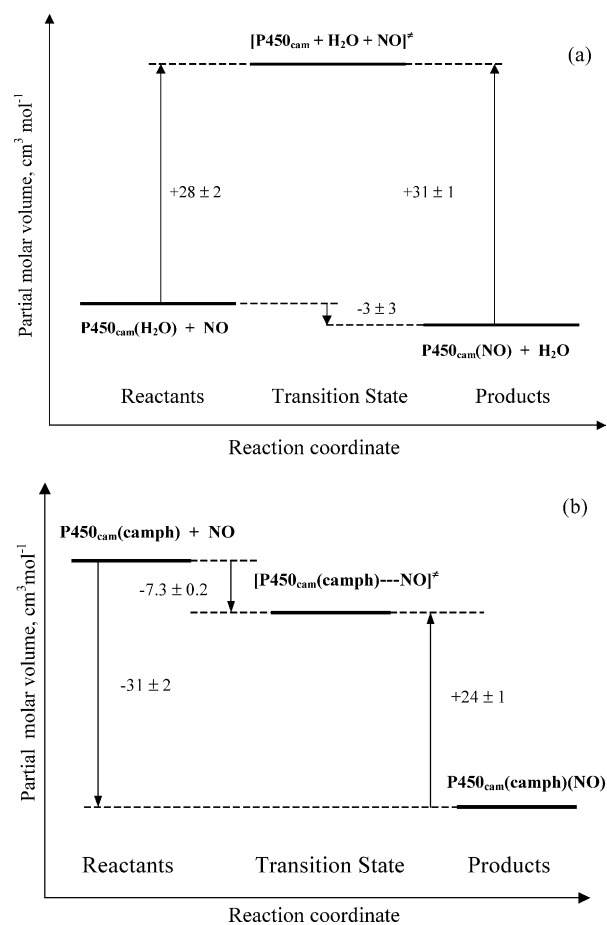 [P450cam + H₂O + NO]≠
(a)
Partial molar volume, cm³ mol⁻¹
+28 ± 2
+31 ± 1
-3 ± 3
P450cam(H₂O) + NO
P450cam(NO) + H₂O
Reactants
Transition State
Products
Reaction coordinate
(b)
P450cam(camph) + NO
[P450cam(camph)---NO]≠
-7.3 ± 0.2
Partial molar volume, cm³mol⁻¹
-31 ± 2
+24 ± 1
P450cam(camph)(NO)
Reactants
Transition State
Products
Reaction coordinate